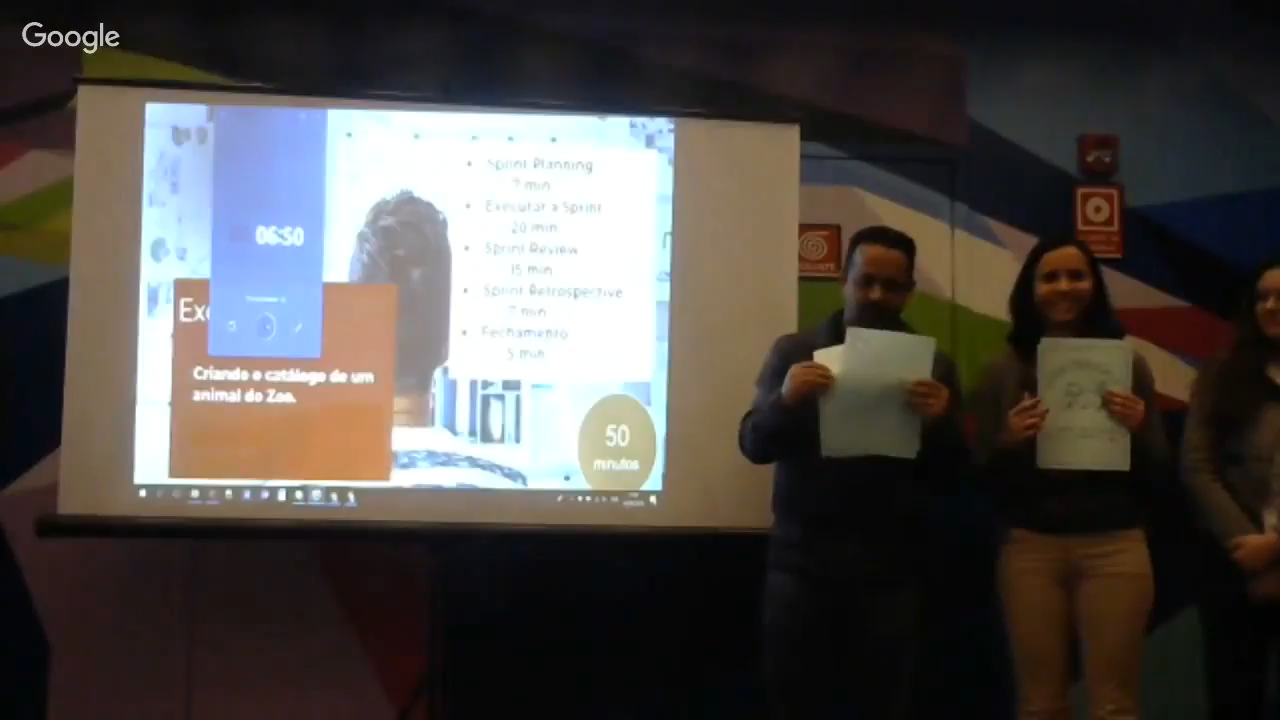 Google
06:50
Exe
Criando o catálogo de um
animal do Zoo.
• Sprint Planning
7 min
• Executar a Sprint
20 min
• Sprint Review
15 min
• Sprint Retrospective
7 min
• Fechamento
5 min
50
minutos